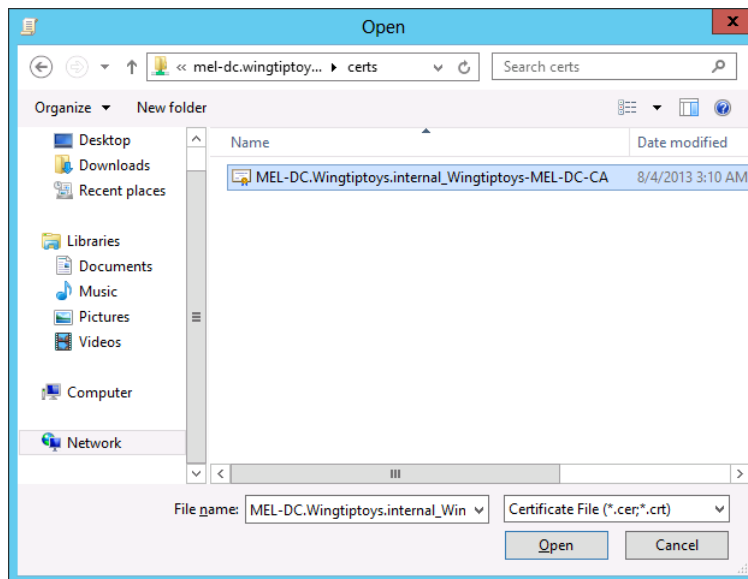 Open
x
« mel-dc.wingtiptoy... ▸ certs
Search certs
Organize
New folder
Name
Date modified
Desktop
Downloads
Recent places
MEL-DC.Wingtiptoys.internal_Wingtiptoys-MEL-DC-CA
8/4/2013 3:10 AM
Libraries
Documents
Music
Pictures
Videos
Computer
Network
File name:
MEL-DC.Wingtiptoys.internal_Win
Certificate File (*.cer;*.crt)
Open
Cancel